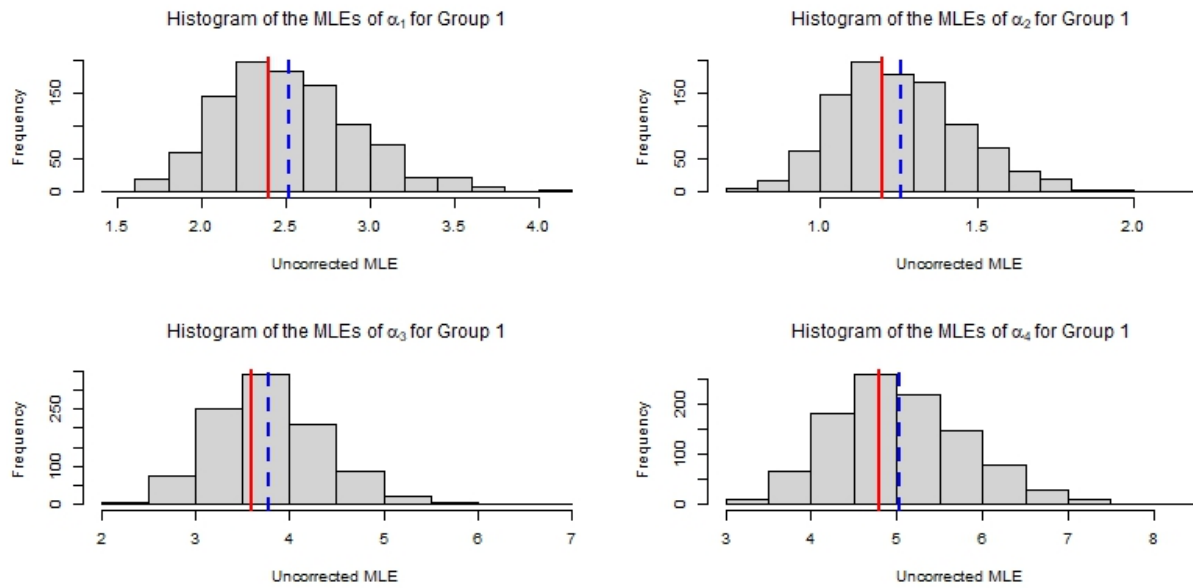 Histogram of the MLEs of α₁ for Group 1
Frequency
150
50
0
1.5 2.0 2.5 3.0 3.5 4.0
Uncorrected MLE
Histogram of the MLEs of α₂ for Group 1
Frequency
150
50
0
1.0 1.5 2.0
Uncorrected MLE
Histogram of the MLEs of α₃ for Group 1
Frequency
250
100
0
2 3 4 5 6 7
Uncorrected MLE
Histogram of the MLEs of α₄ for Group 1
Frequency
200
100
0
3 4 5 6 7 8
Uncorrected MLE